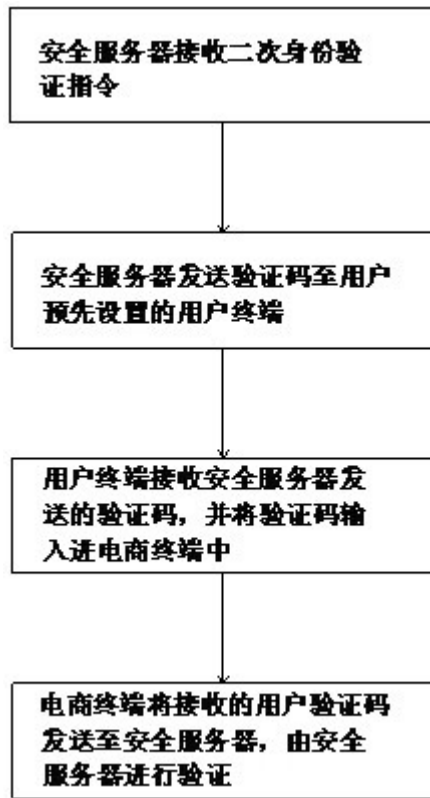 安全服务器接收二次身份验
证指令
安全服务器发送验证码至用户
预先设置的用户终端
用户终端接收安全服务器发
送的验证码，并将验证码输
入进电商终端中
电商终端将接收的用户验证码
发送至安全服务器，由安全
服务器进行验证